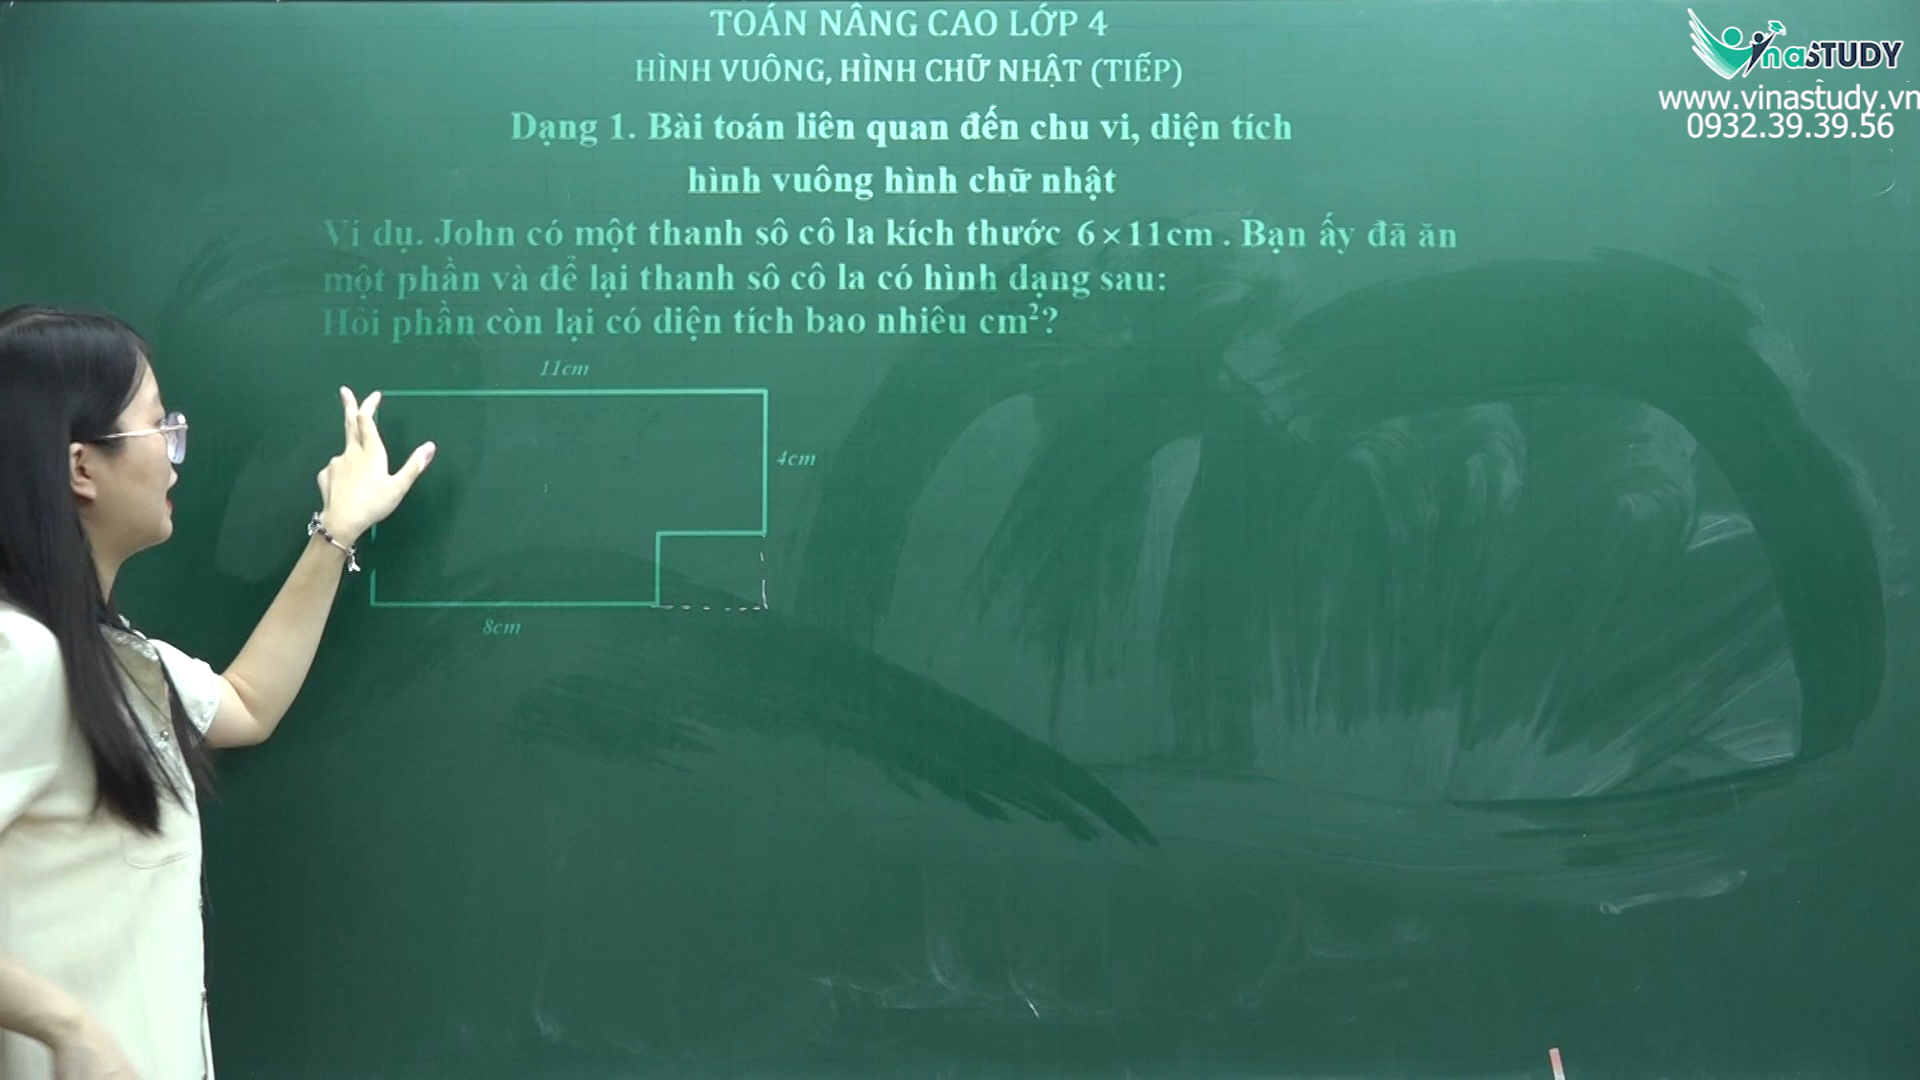 TOÁN NÂNG CAO LỚP 4
HÌNH VUÔNG, HÌNH CHỮ NHẬT (TIẾP)
Dạng 1. Bài toán liên quan đến chu vi, diện tích
hình vuông hình chữ nhật
Ví dụ. John có một thanh sô cô la kích thước 6×11cm. Bạn ấy đã ăn
một phần và để lại thanh sô cô la có hình dạng sau:
Hỏi phần còn lại có diện tích bao nhiêu cm²?
11cm
4cm
8cm
VinaSTUDY
www.vinastudy.vn
0932.39.39.56